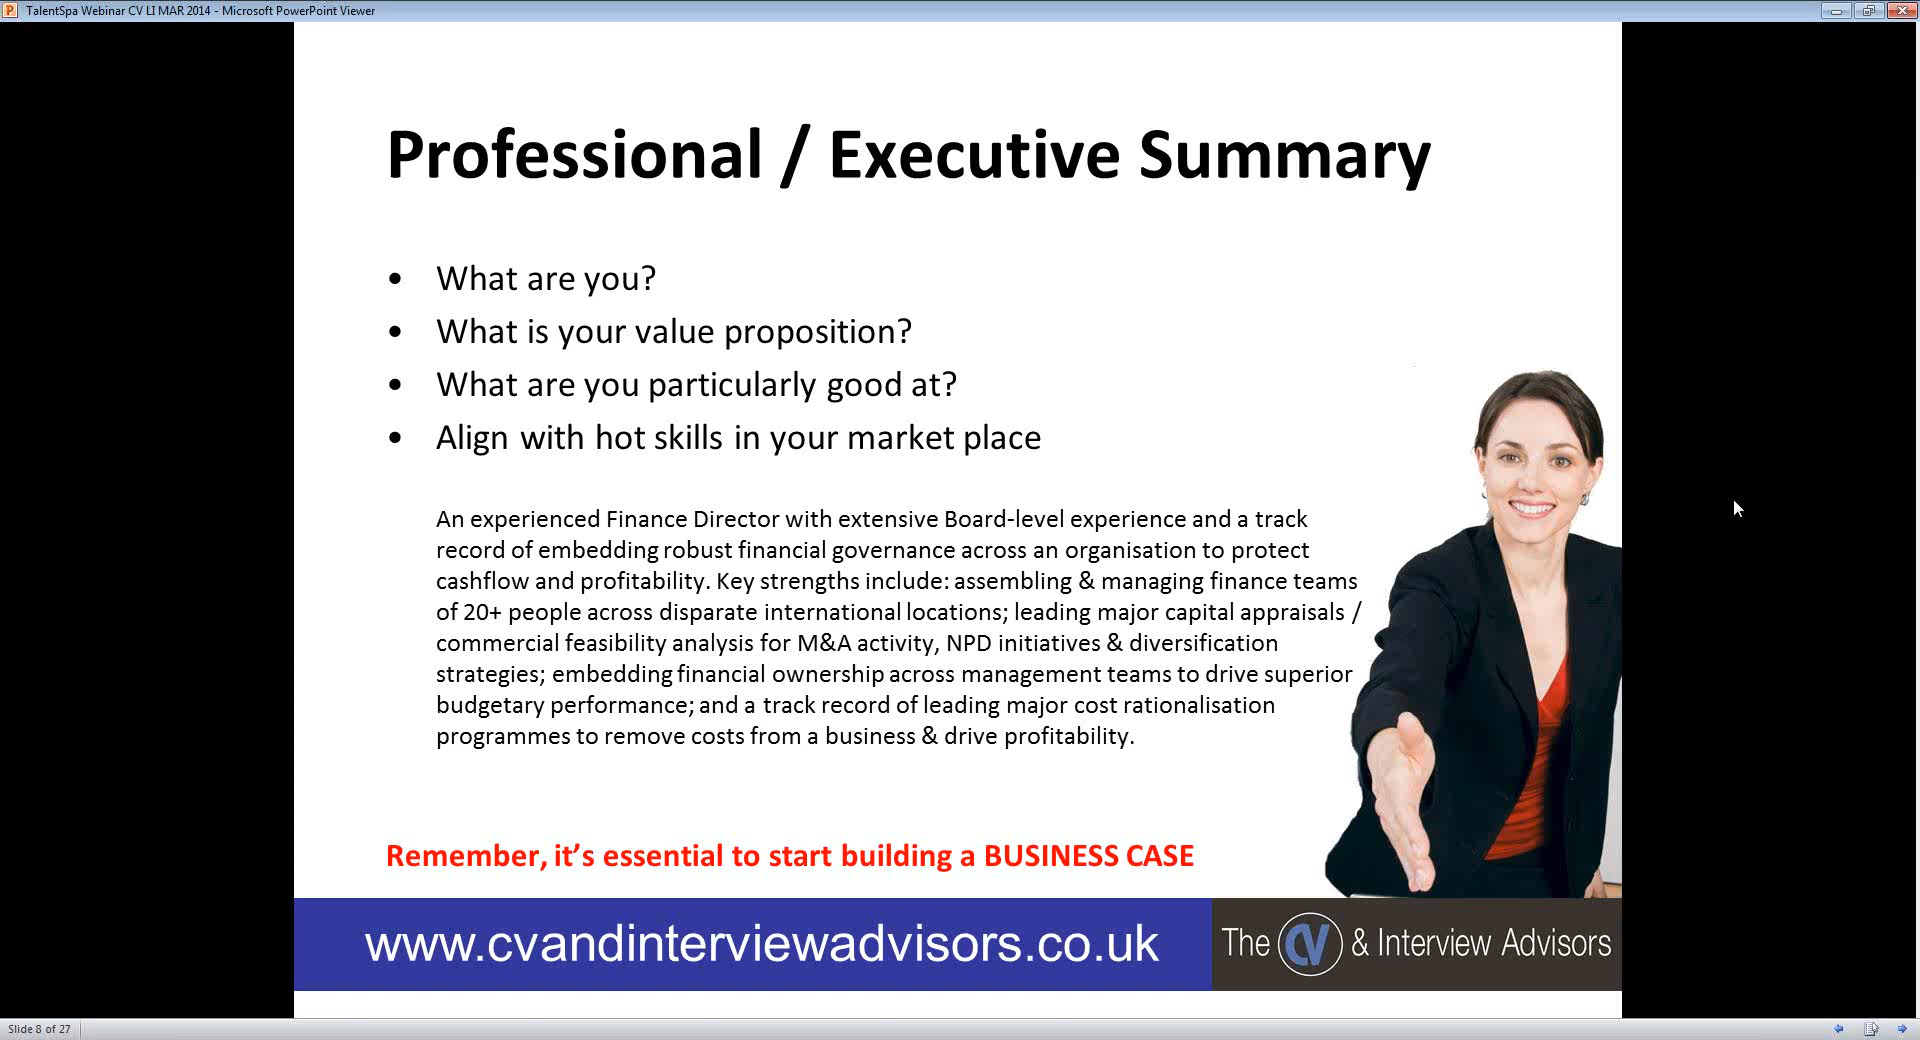 TalentSpa Webinar CV LI MAR 2014 - Microsoft PowerPoint Viewer
Professional / Executive Summary
• What are you?
• What is your value proposition?
• What are you particularly good at?
• Align with hot skills in your market place
An experienced Finance Director with extensive Board-level experience and a track
record of embedding robust financial governance across an organisation to protect
cashflow and profitability. Key strengths include: assembling & managing finance teams
of 20+ people across disparate international locations; leading major capital appraisals /
commercial feasibility analysis for M&A activity, NPD initiatives & diversification
strategies; embedding financial ownership across management teams to drive superior
budgetary performance; and a track record of leading major cost rationalisation
programmes to remove costs from a business & drive profitability.
Remember, it's essential to start building a BUSINESS CASE
www.cvandinterviewadvisors.co.uk
The CV & Interview Advisors
Slide 8 of 27